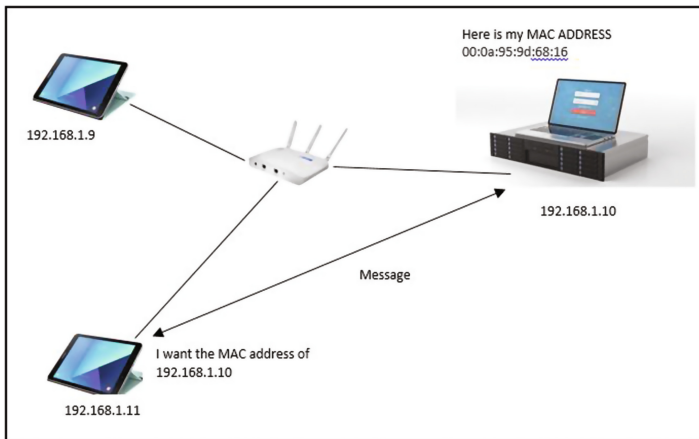 Here is my MAC ADDRESS
00:0a:95:9d:68:16
192.168.1.9
192.168.1.10
Message
I want the MAC address of
192.168.1.10
192.168.1.11